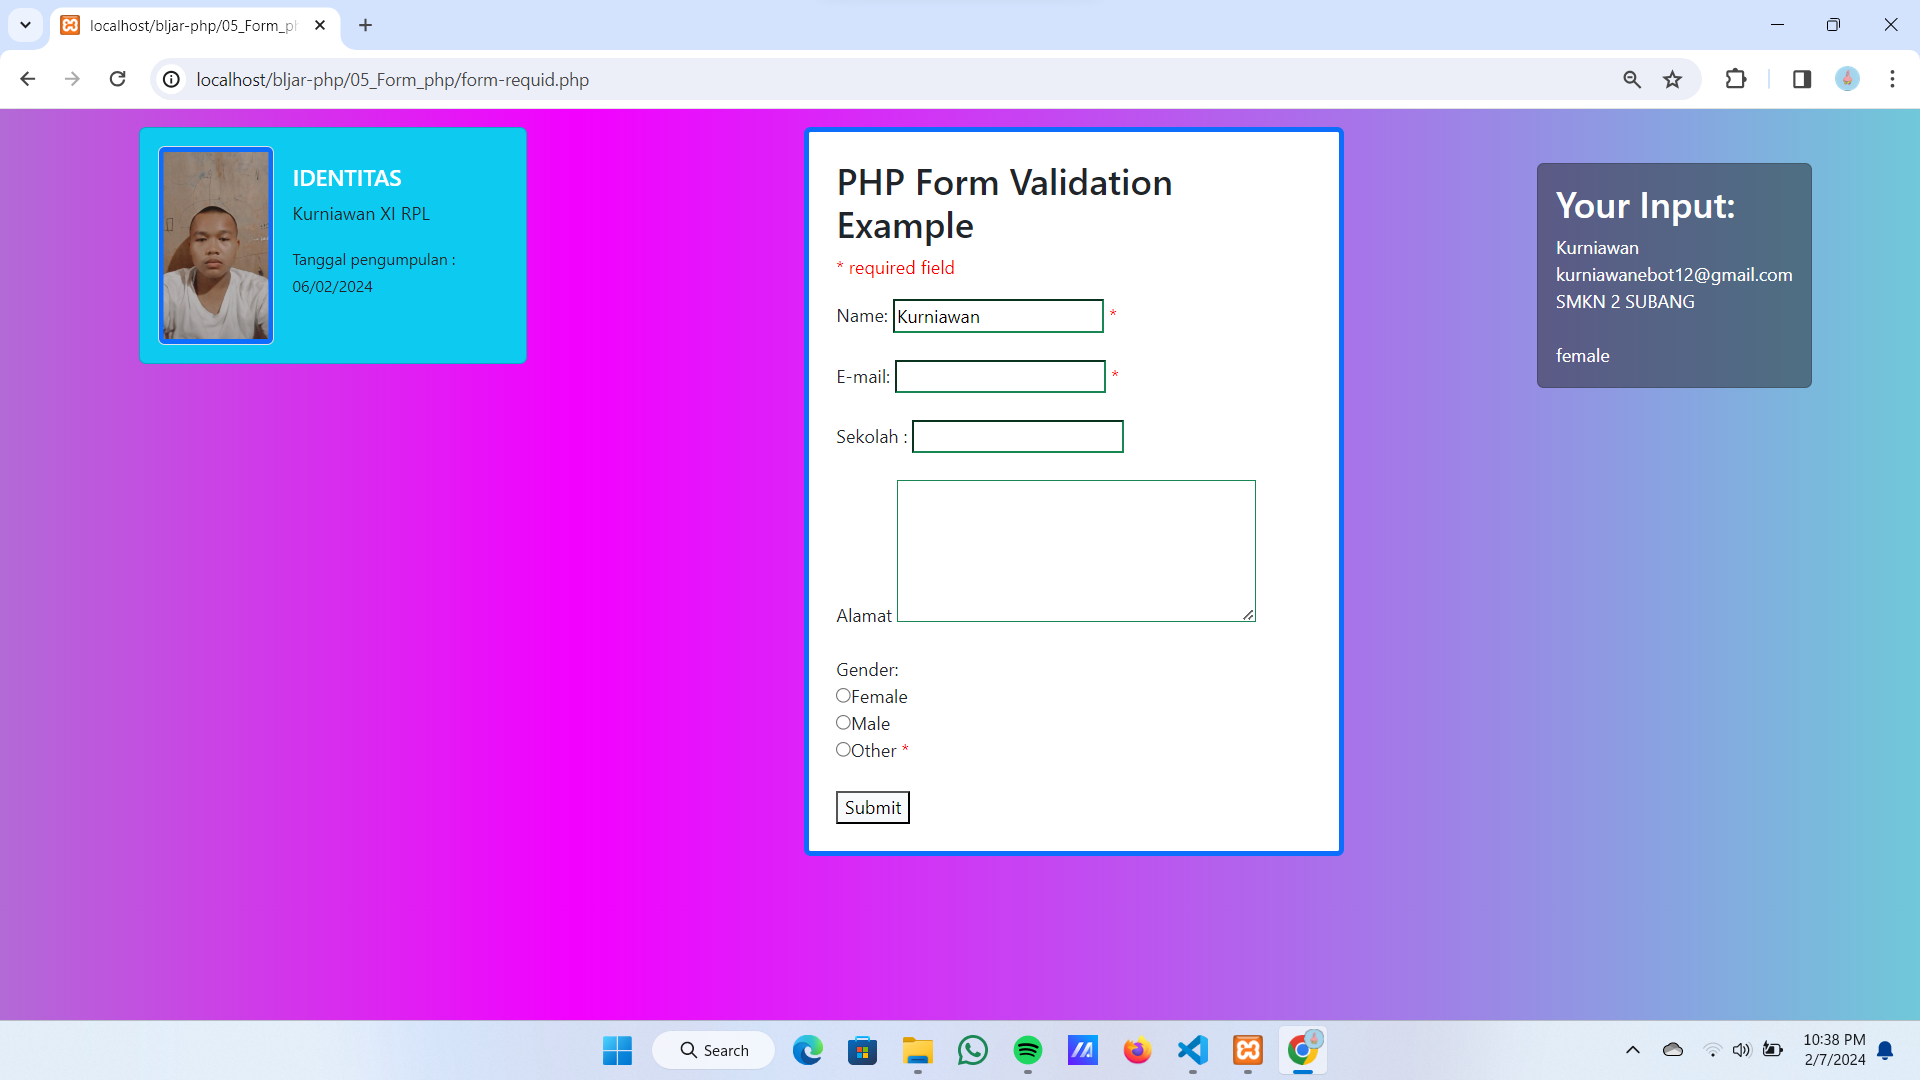 localhost/bljar-php/05_Form_ph
localhost/bljar-php/05_Form_php/form-requid.php
IDENTITAS
Kurniawan XI RPL
Tanggal pengumpulan :
06/02/2024
PHP Form Validation
Example
* required field
Name: Kurniawan *
E-mail: *
Sekolah :
Alamat
Gender:
Female
Male
Other *
Submit
Your Input:
Kurniawan
kurniawanebot12@gmail.com
SMKN 2 SUBANG
female
Search
10:38 PM
2/7/2024